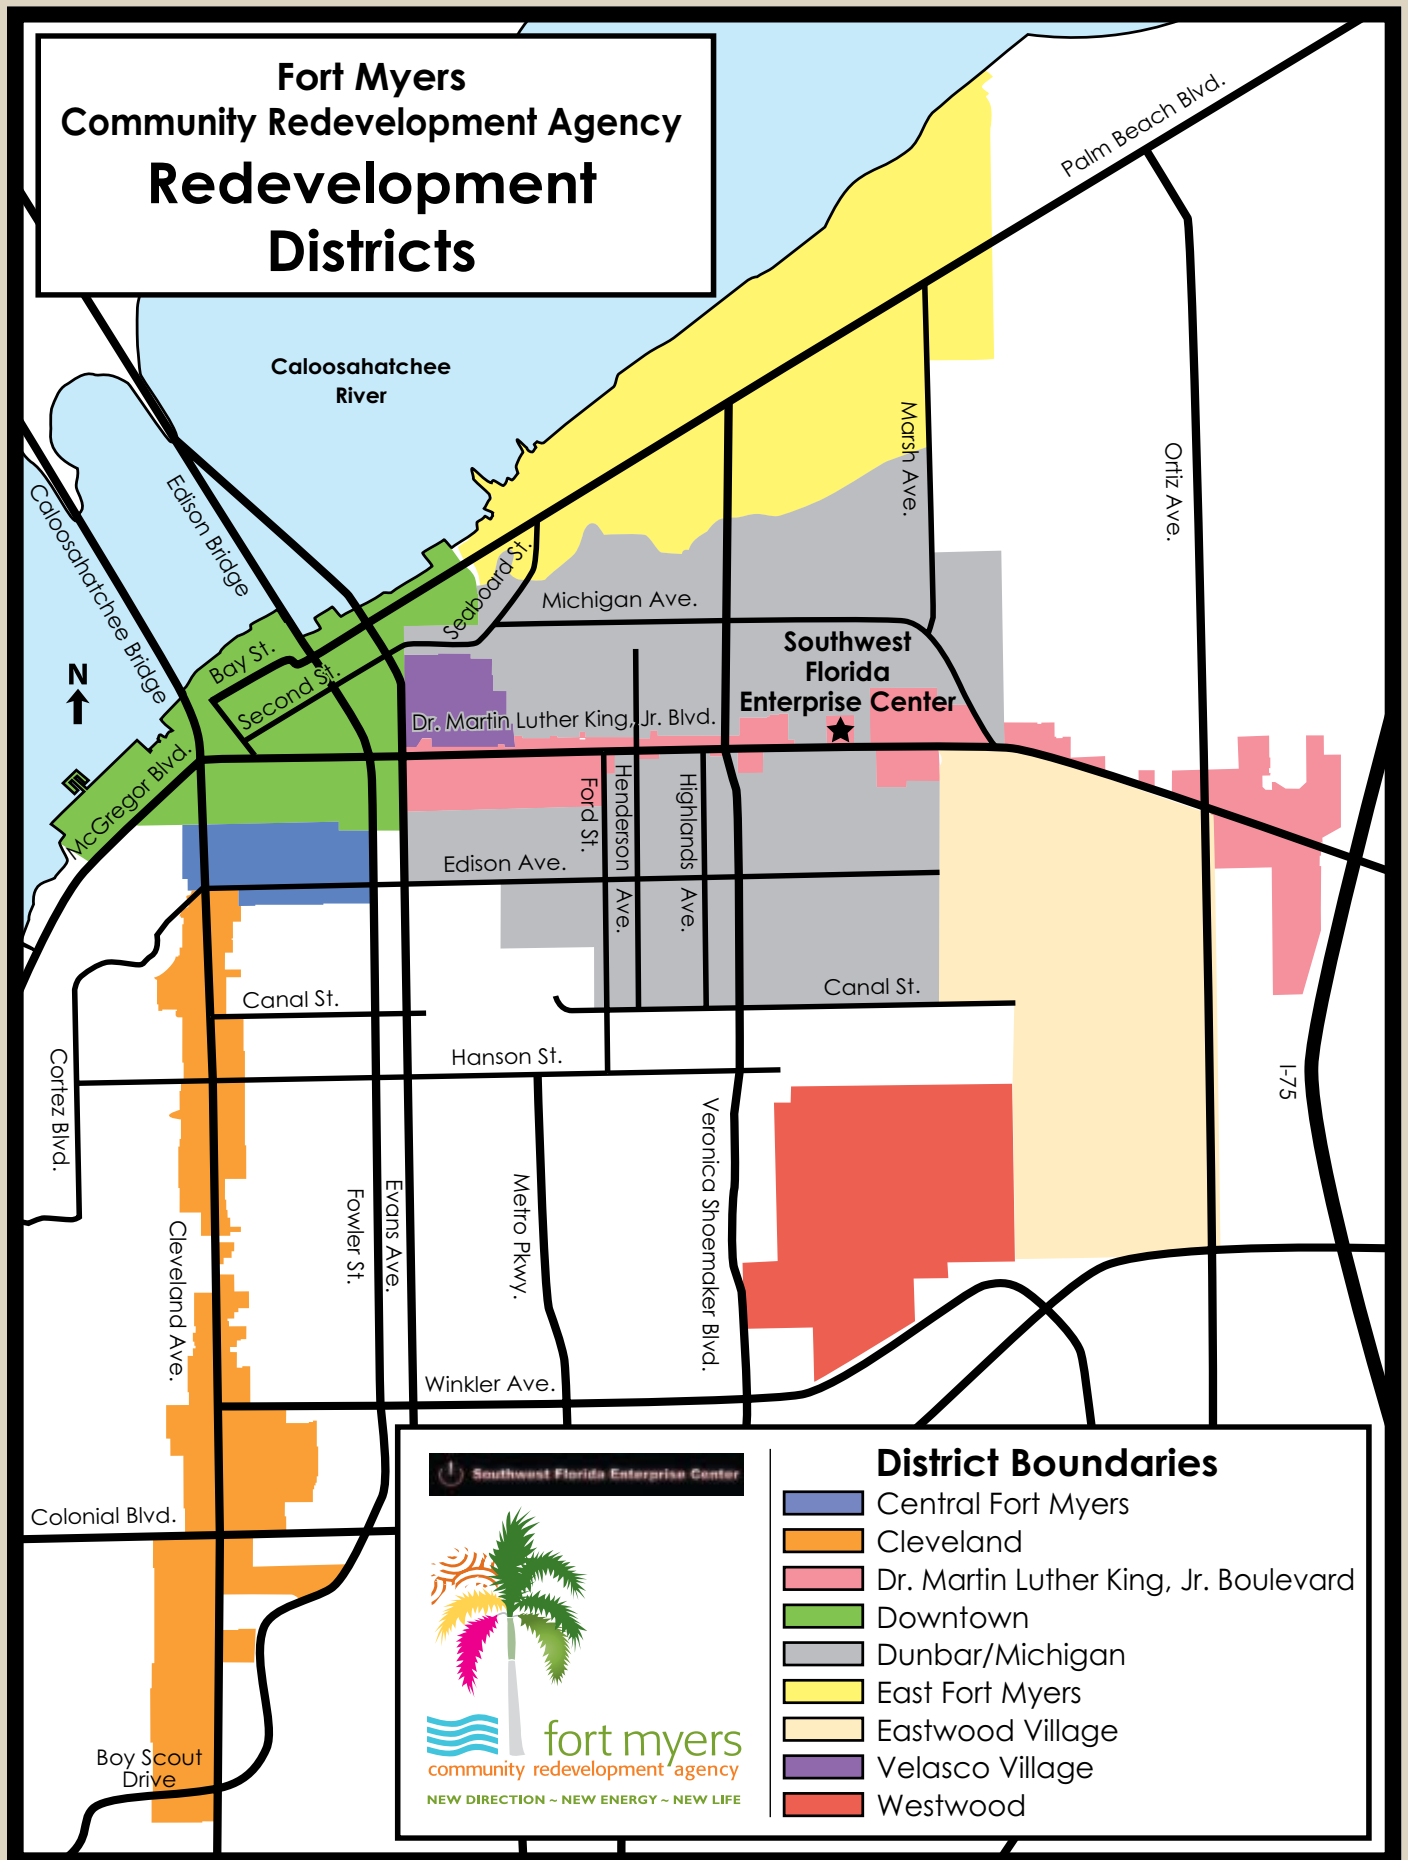 Fort Myers
Community Redevelopment Agency
Redevelopment
Districts
Palm Beach Blvd.
Caloosahatchee
River
Marsh Ave.
Ortiz Ave.
Caloosahatchee Bridge
Edison Bridge
Seaboard St.
Michigan Ave.
Southwest
Florida
Enterprise Center
N
Bay St.
Second St.
Dr. Martin Luther King, Jr. Blvd.
McGregor Blvd.
Ford St.
Henderson Ave.
Highlands Ave.
Edison Ave.
Canal St.
Canal St.
Hanson St.
Cortez Blvd.
I-75
Veronica Shoemaker Blvd.
Metro Pkwy.
Fowler St.
Evans Ave.
Cleveland Ave.
Winkler Ave.
Colonial Blvd.
Boy Scout
Drive
Southwest Florida Enterprise Center
fort myers
community redevelopment agency
NEW DIRECTION ~ NEW ENERGY ~ NEW LIFE
District Boundaries
Central Fort Myers
Cleveland
Dr. Martin Luther King, Jr. Boulevard
Downtown
Dunbar/Michigan
East Fort Myers
Eastwood Village
Velasco Village
Westwood